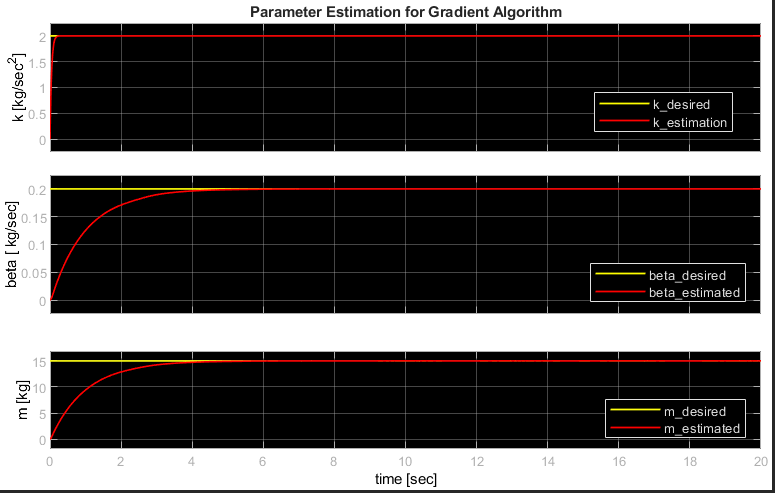 Parameter Estimation for Gradient Algorithm
k [kg/sec²]
2
1.5
1
0.5
0
k_desired
k_estimation
beta [ kg/sec]
0.2
0.15
0.1
0.05
0
beta_desired
beta_estimated
m [kg]
15
10
5
0
m_desired
m_estimated
0 2 4 6 8 10 12 14 16 18 20
time [sec]